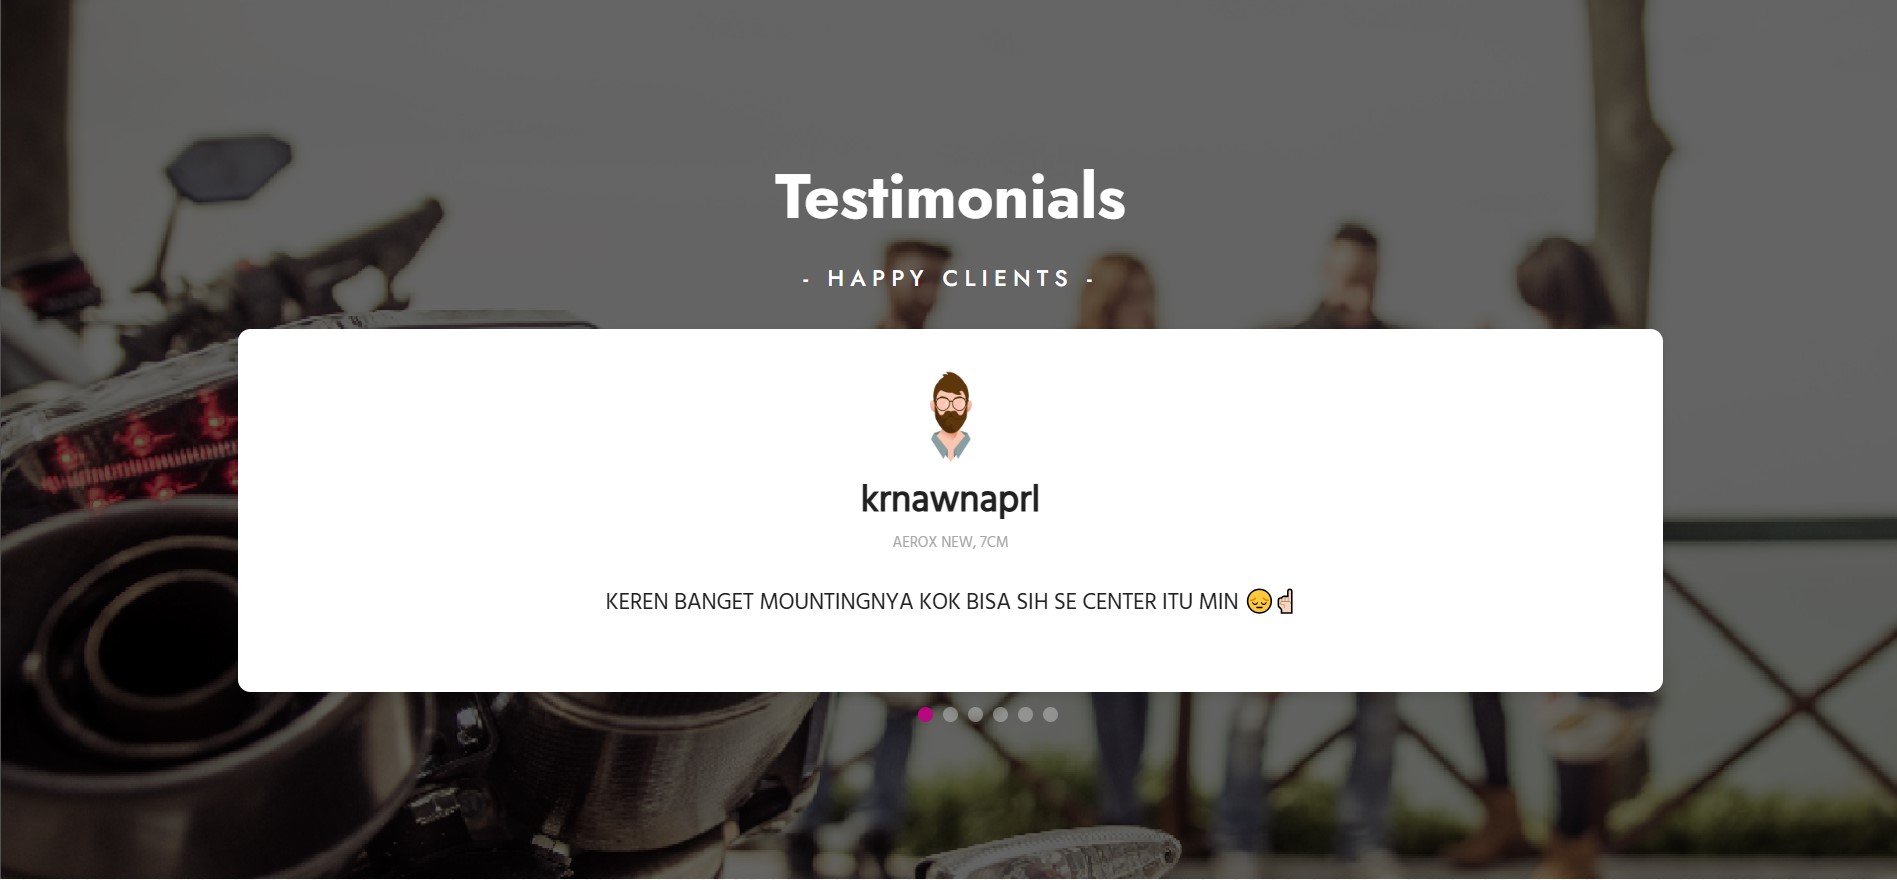 Testimonials
- HAPPY CLIENTS -
krnawnaprl
AEROX NEW, 7CM
KEREN BANGET MOUNTINGNYA KOK BISA SIH SE CENTER ITU MIN 😔☝🏻